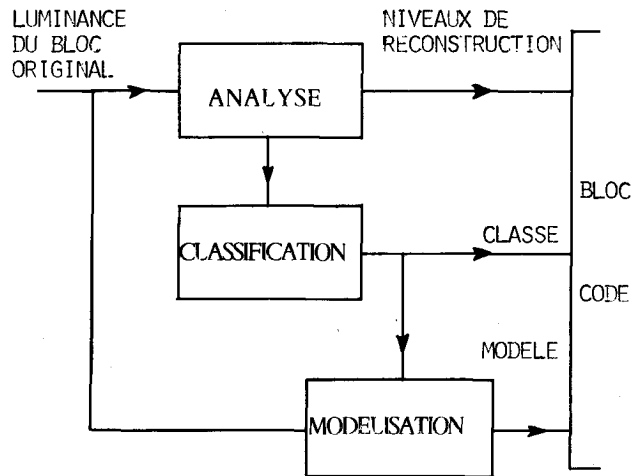 LUMINANCE
DU BLOC
ORIGINAL
NIVEAUX DE
RECONSTRUCTION
ANALYSE
BLOC
CLASSIFICATION
CLASSE
CODE
MODELE
MODELISATION